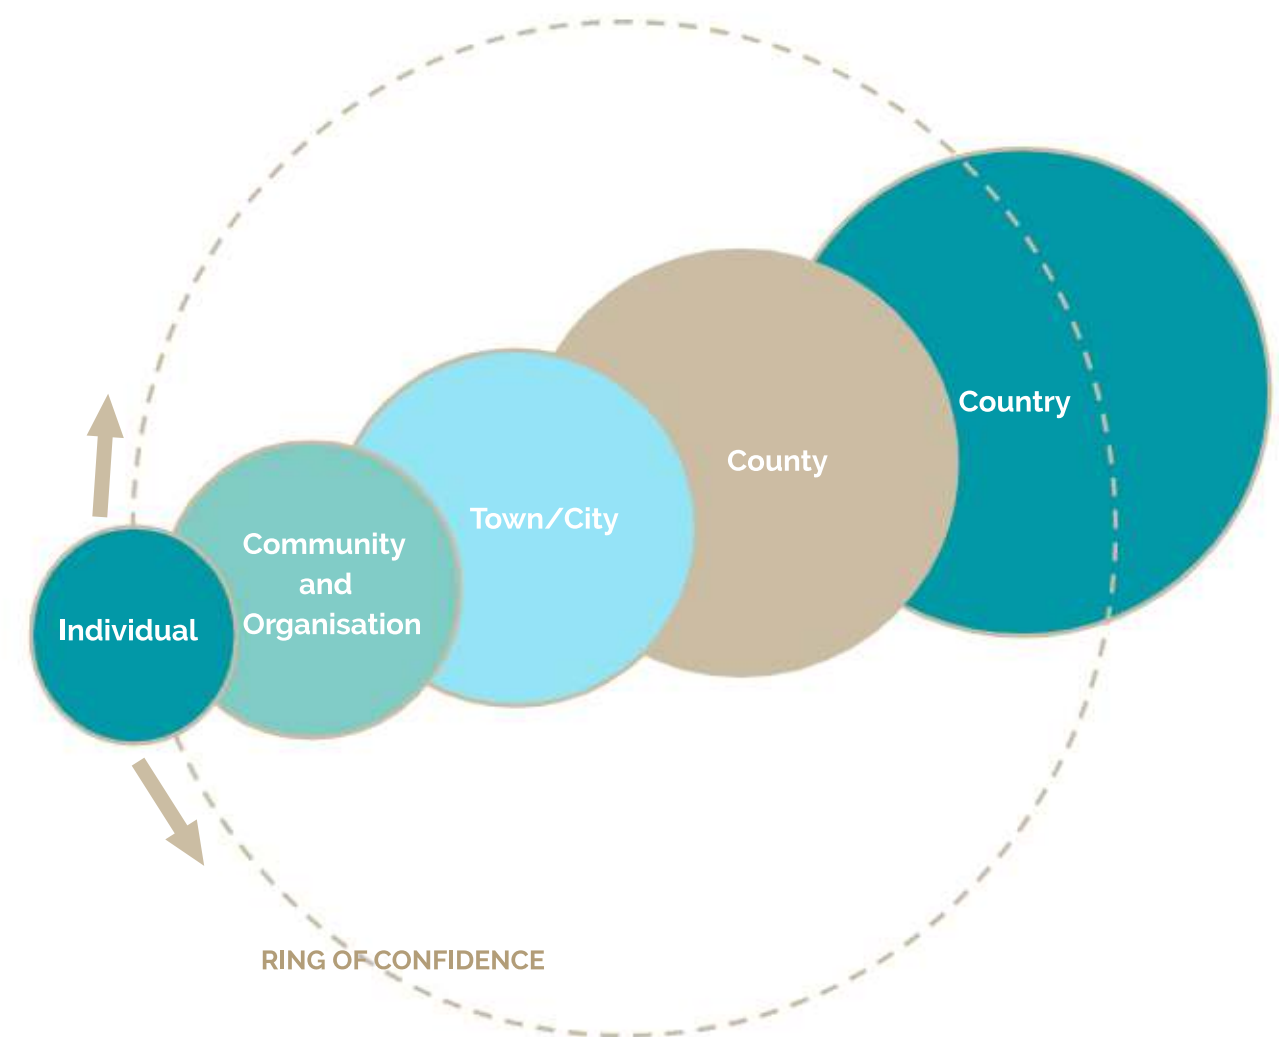 Individual
Community
and
Organisation
Town/City
County
Country
RING OF CONFIDENCE